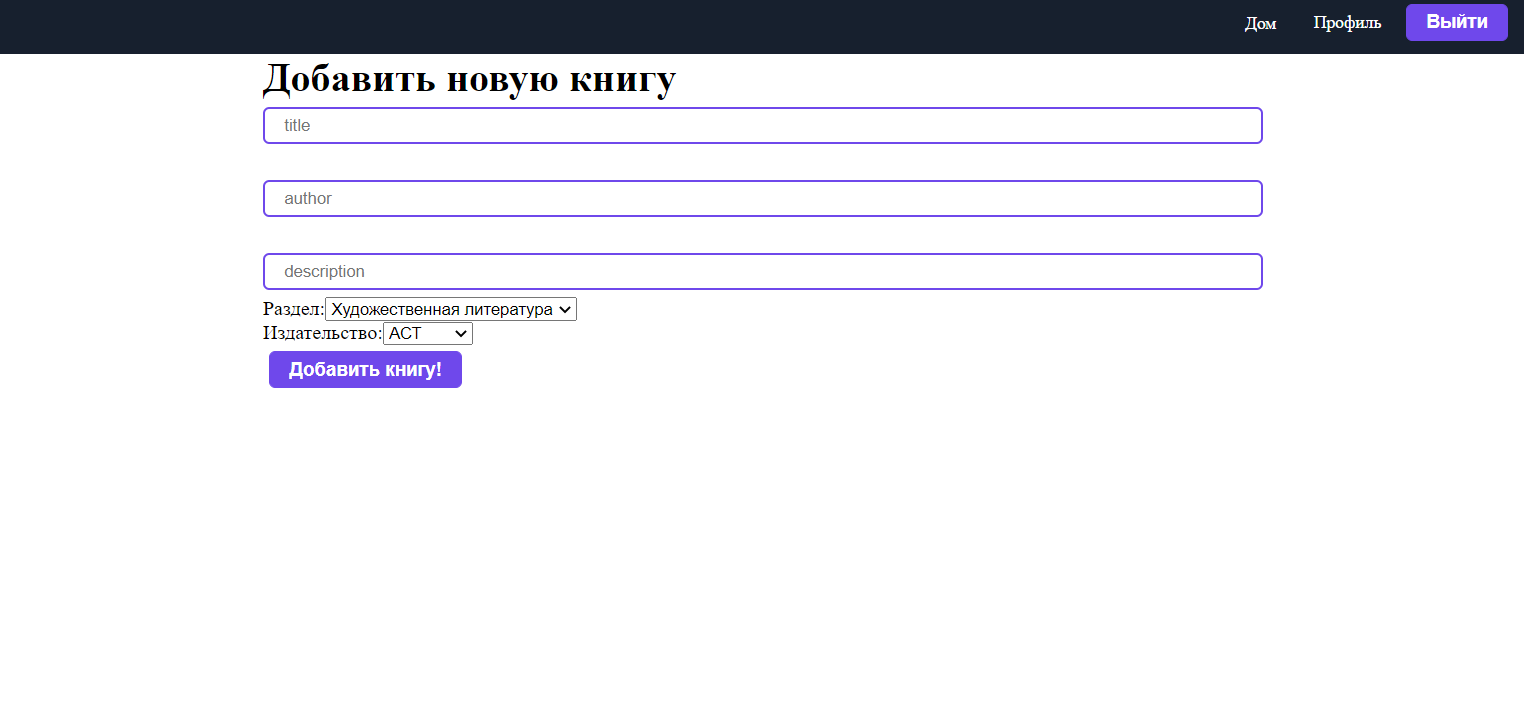 Дом Профиль Выйти
Добавить новую книгу
title
author
description
Раздел: Художественная литература
Издательство: АСТ
Добавить книгу!